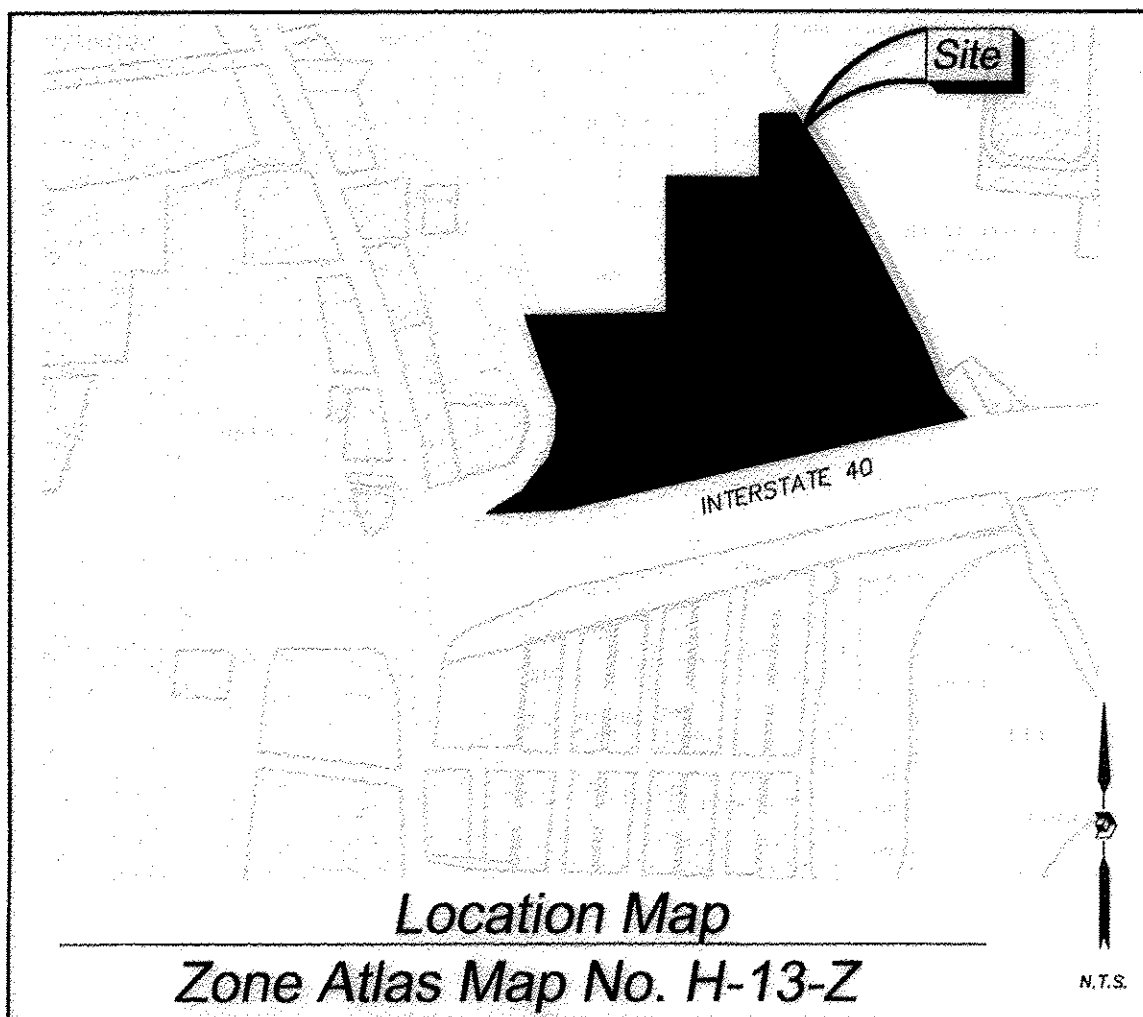 Site
INTERSTATE 40
Location Map
Zone Atlas Map No. H-13-Z
N.T.S.